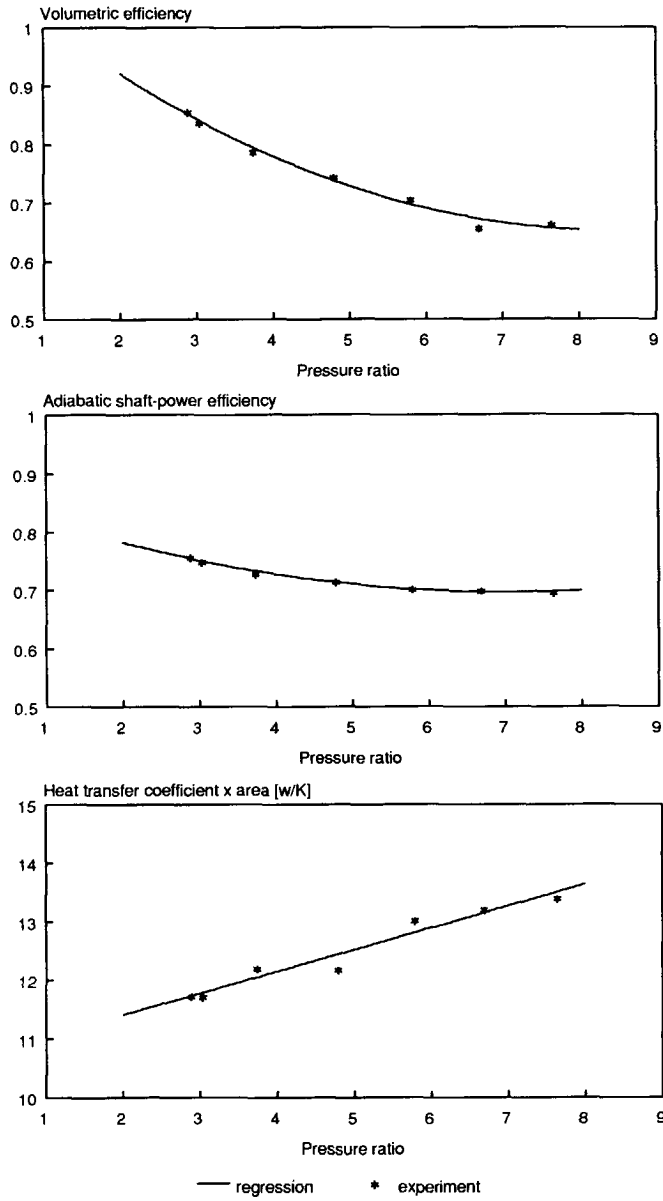 Volumetric efficiency
1
0.9
0.8
0.7
0.6
0.5
1 2 3 4 5 6 7 8 9
Pressure ratio
Adiabatic shaft-power efficiency
1
0.9
0.8
0.7
0.6
0.5
1 2 3 4 5 6 7 8 9
Pressure ratio
Heat transfer coefficient x area [w/K]
15
14
13
12
11
10
1 2 3 4 5 6 7 8 9
Pressure ratio
regression * experiment